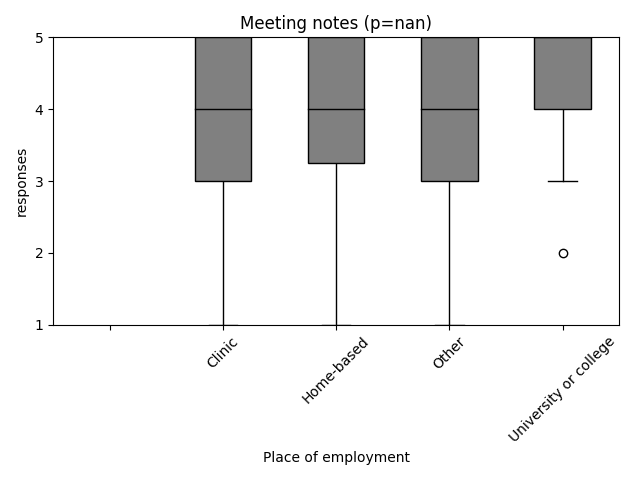 Meeting notes (p=nan)
5
4
3
2
1
responses
Clinic
Home-based
Other
University or college
Place of employment